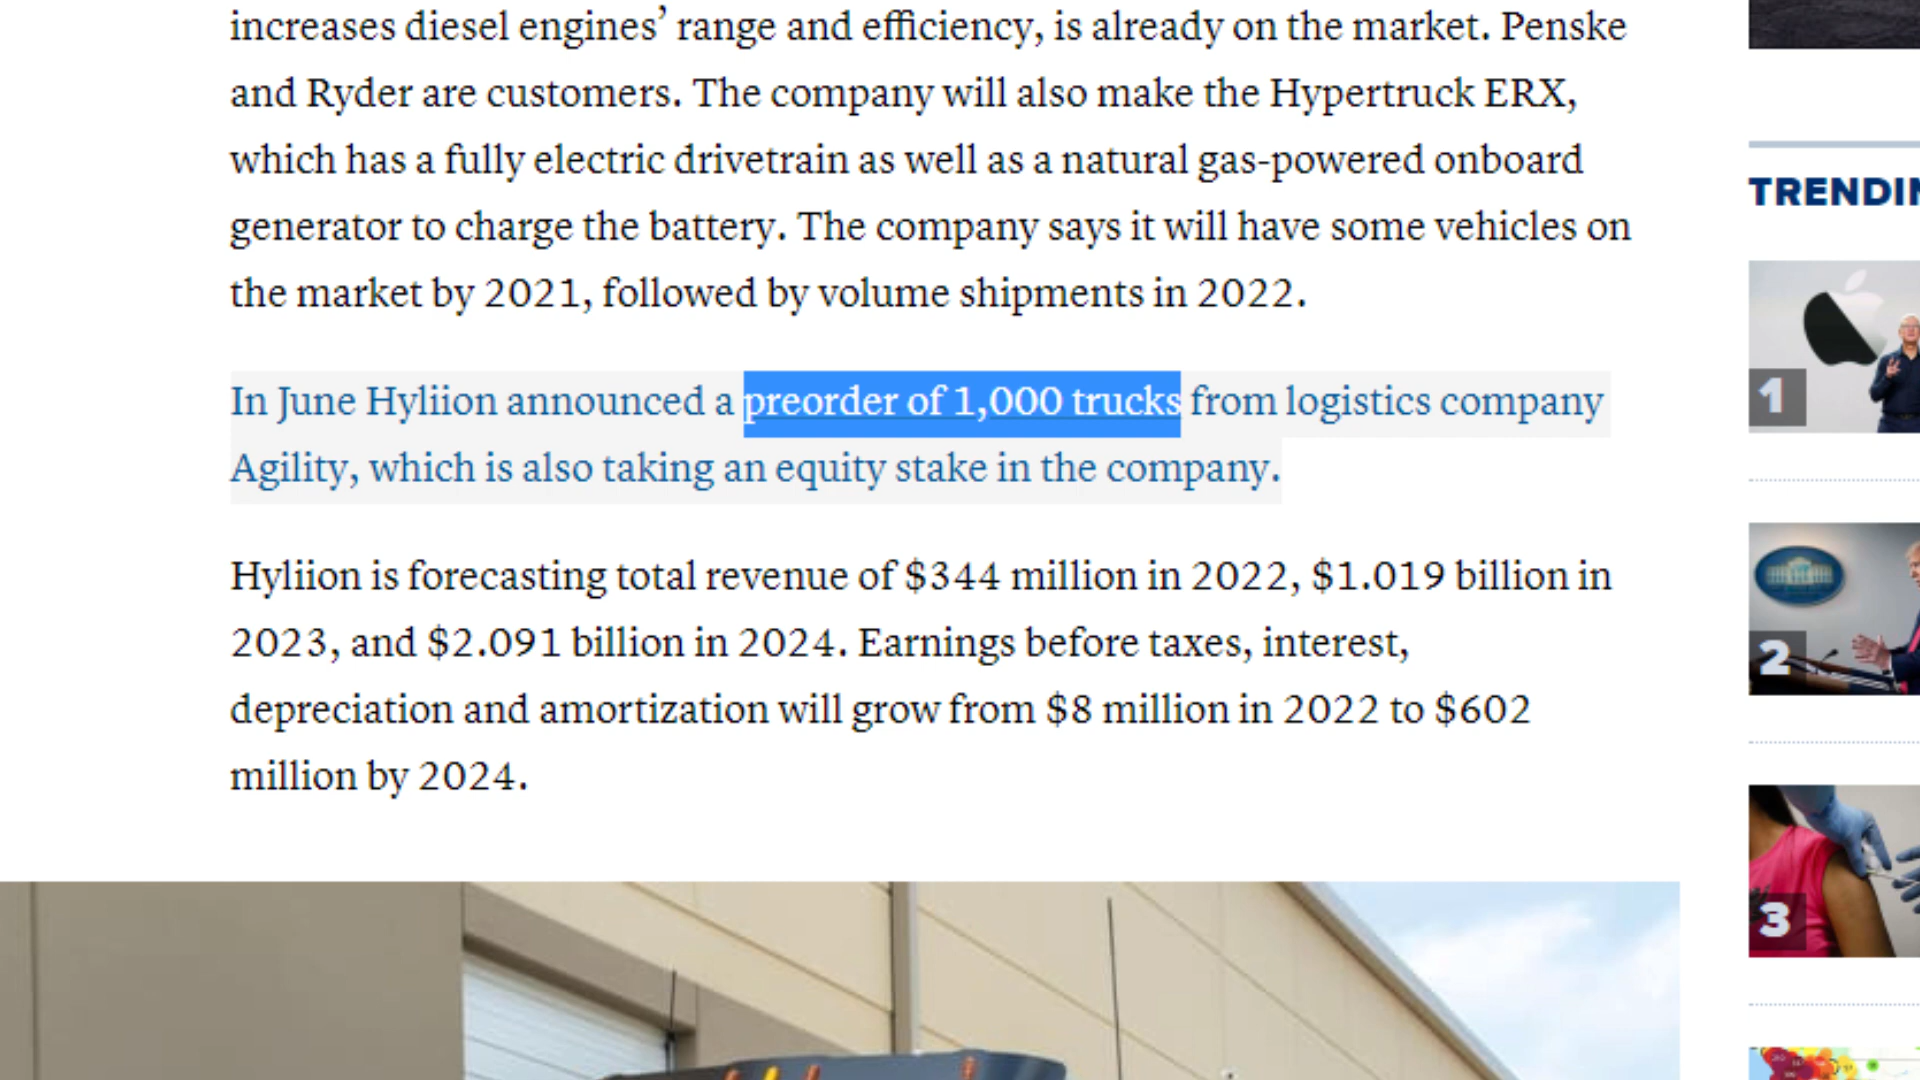 increases diesel engines’ range and efficiency, is already on the market. Penske
and Ryder are customers. The company will also make the Hypertruck ERX,
which has a fully electric drivetrain as well as a natural gas-powered onboard
generator to charge the battery. The company says it will have some vehicles on
the market by 2021, followed by volume shipments in 2022.
In June Hyliion announced a preorder of 1,000 trucks from logistics company
Agility, which is also taking an equity stake in the company.
Hyliion is forecasting total revenue of $344 million in 2022, $1.019 billion in
2023, and $2.091 billion in 2024. Earnings before taxes, interest,
depreciation and amortization will grow from $8 million in 2022 to $602
million by 2024.
TRENDIN
1
2
3